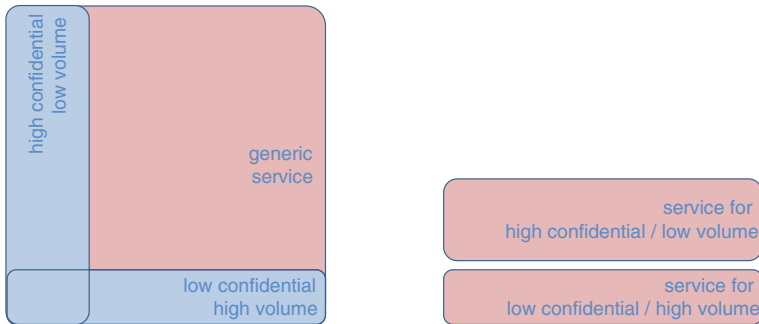 high confidential
low volume
generic
service
low confidential
high volume
service for
high confidential / low volume
service for
low confidential / high volume